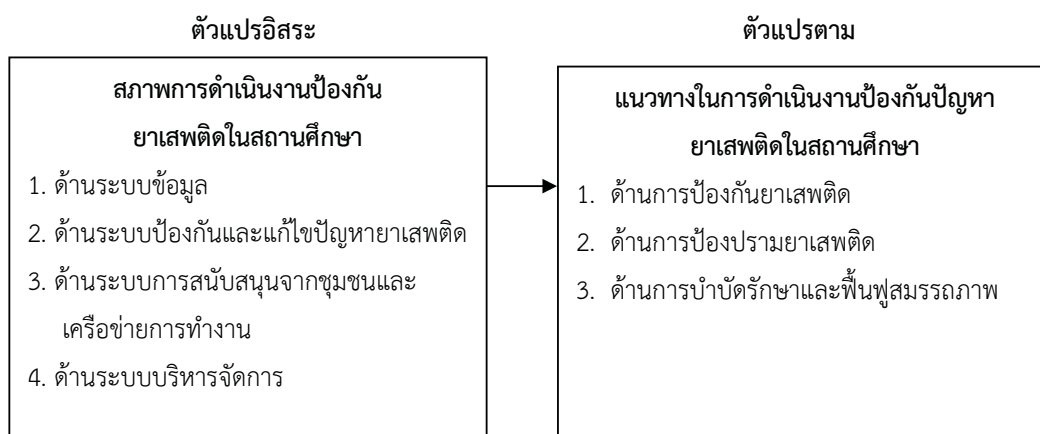 ตัวแปรอิสระ
สภาพการดำเนินงานป้องกัน
ยาเสพติดในสถานศึกษา
1. ด้านระบบข้อมูล
2. ด้านระบบป้องกันและแก้ไขปัญหายาเสพติด
3. ด้านระบบการสนับสนุนจากชุมชนและ
เครือข่ายการทำงาน
4. ด้านระบบบริหารจัดการ
ตัวแปรตาม
แนวทางในการดำเนินงานป้องกันปัญหา
ยาเสพติดในสถานศึกษา
1. ด้านการป้องกันยาเสพติด
2. ด้านการป้องปรามยาเสพติด
3. ด้านการบำบัดรักษาและฟื้นฟูสมรรถภาพ